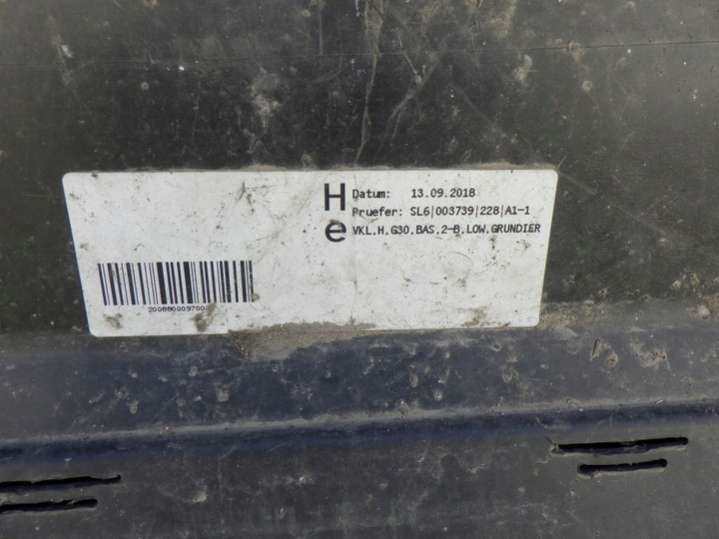 H
e
Datum: 13.09.2018
Pruefer: SL6|003739|228|A1-1
VKL,H,G30,BAS,2-B,LOW,GRUNDIER